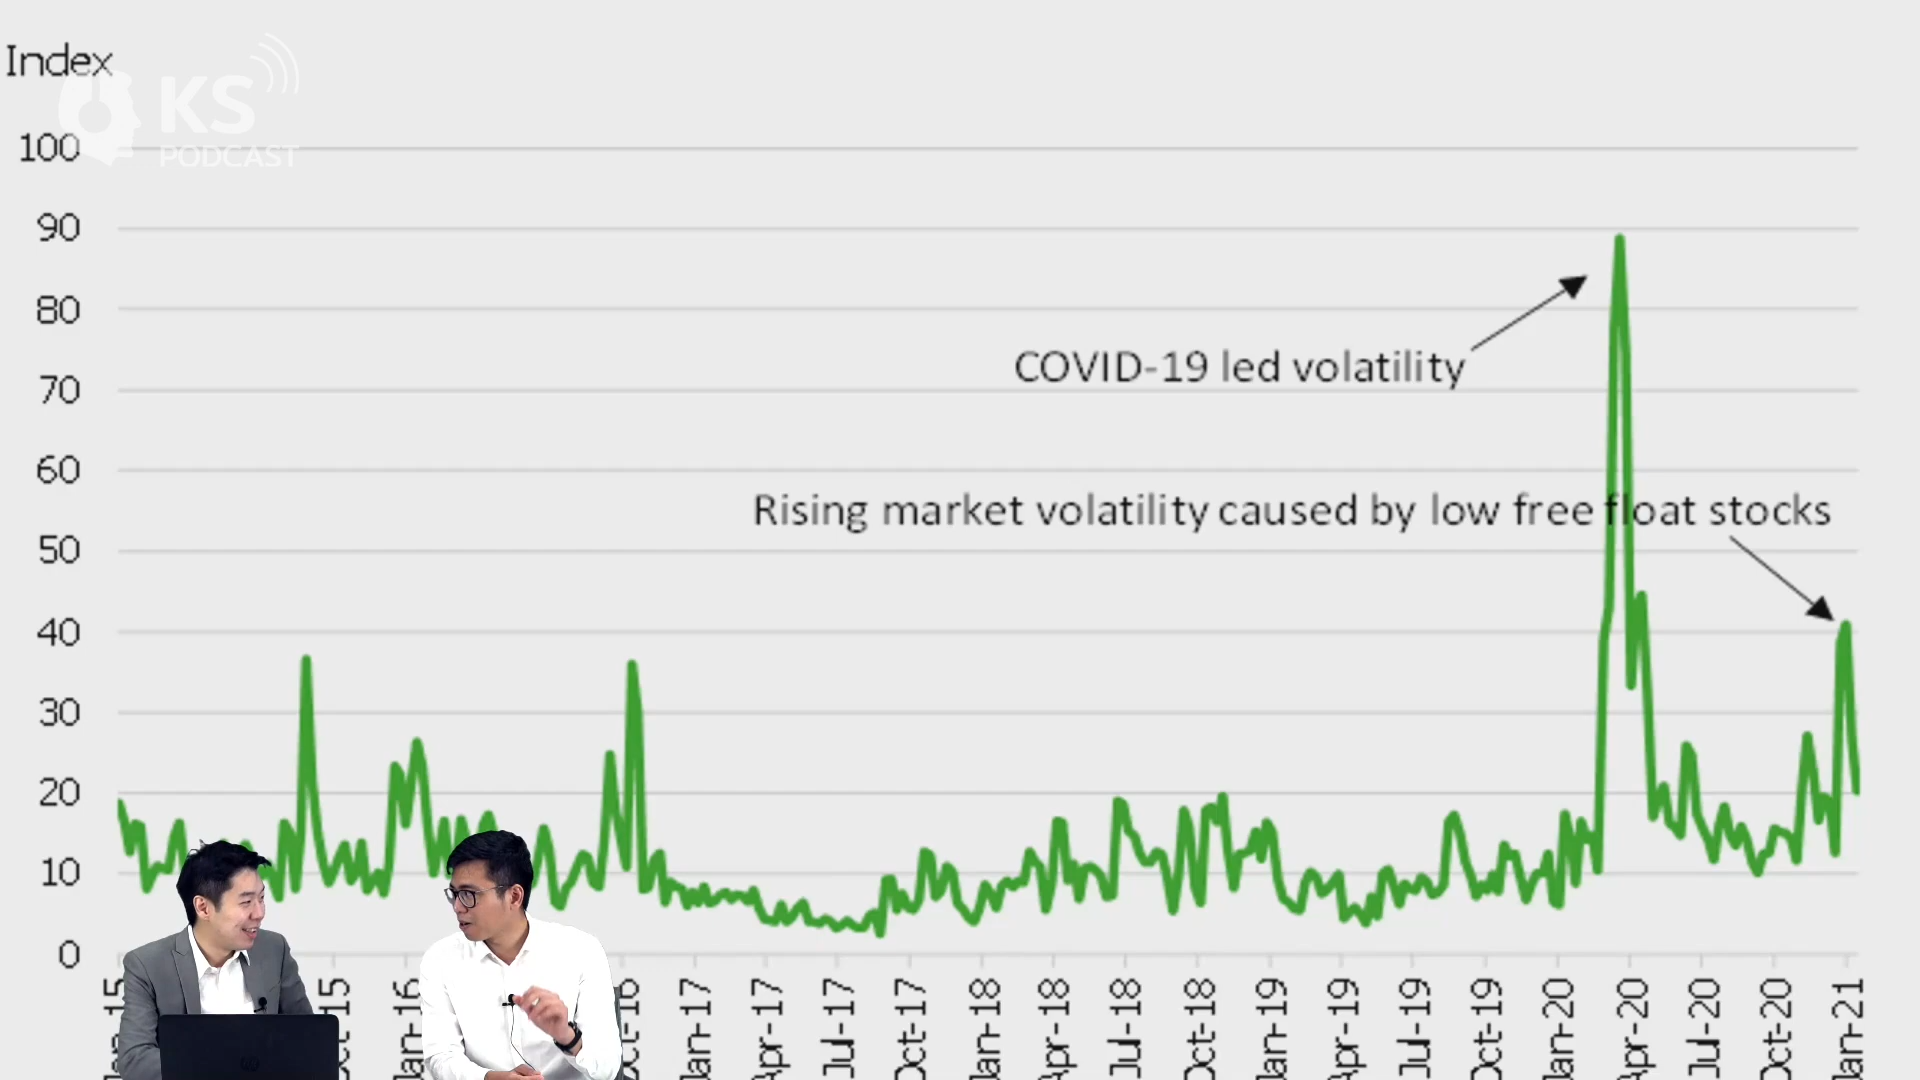 Index
KS
PODCAST
100
90
80
COVID-19 led volatility
70
60
Rising market volatility caused by low free float stocks
50
40
30
20
10
0
Jan-16
Jan-17
Apr-17
Jul-17
Oct-17
Jan-18
Apr-18
Jul-18
Oct-18
Jan-19
Apr-19
Jul-19
Oct-19
Jan-20
Apr-20
Jul-20
Oct-20
Jan-21